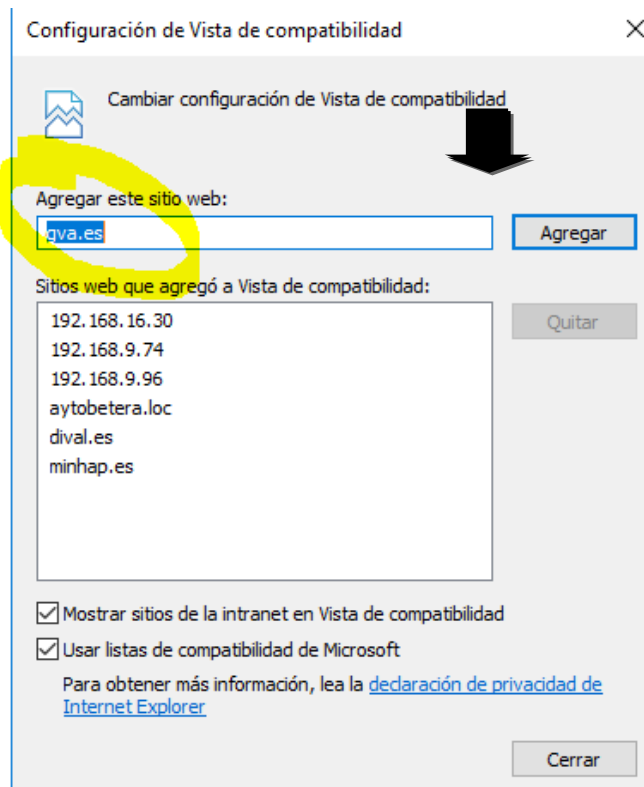 Configuración de Vista de compatibilidad
Cambiar configuración de Vista de compatibilidad
Agregar este sitio web:
gva.es
Agregar
Sitios web que agregó a Vista de compatibilidad:
192.168.16.30
192.168.9.74
192.168.9.96
aytobetera.loc
dival.es
minhap.es
Quitar
Mostrar sitios de la intranet en Vista de compatibilidad
Usar listas de compatibilidad de Microsoft
Para obtener más información, lea la declaración de privacidad de
Internet Explorer
Cerrar